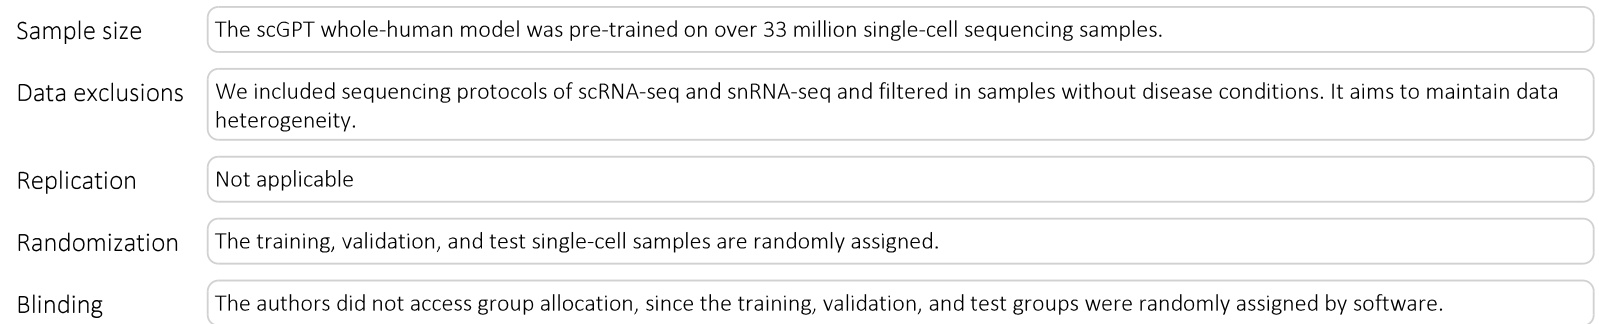 Sample size
The scGPT whole-human model was pre-trained on over 33 million single-cell sequencing samples.
Data exclusions
We included sequencing protocols of scRNA-seq and snRNA-seq and filtered in samples without disease conditions. It aims to maintain data
heterogeneity.
Replication
Not applicable
Randomization
The training, validation, and test single-cell samples are randomly assigned.
Blinding
The authors did not access group allocation, since the training, validation, and test groups were randomly assigned by software.